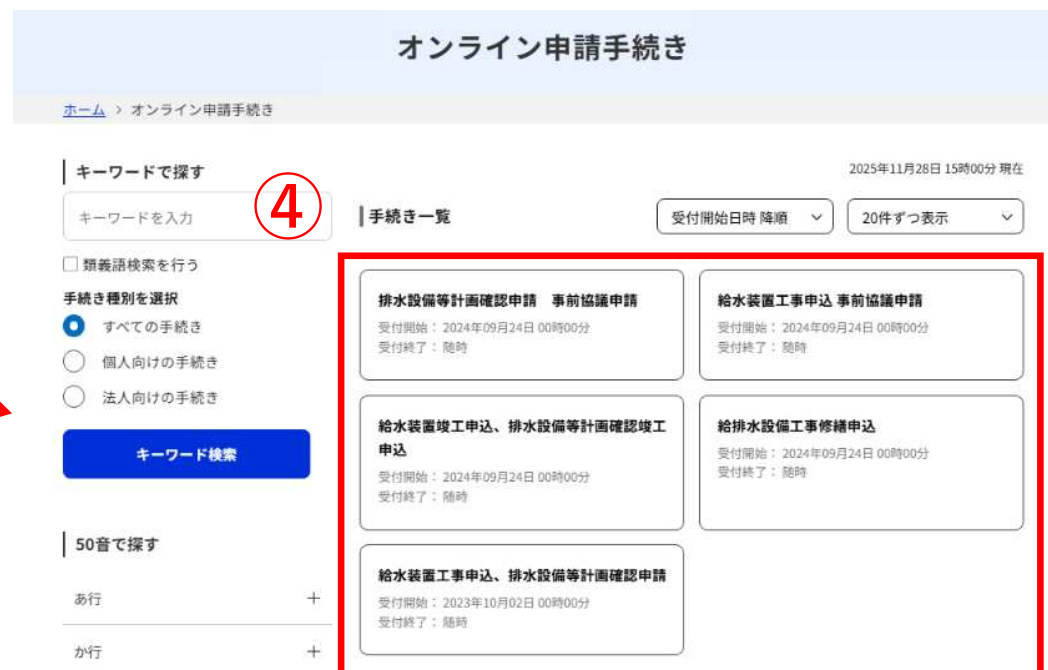 オンライン申請手続き
ホーム > オンライン申請手続き
キーワードで探す
キーワードを入力
④
類義語検索を行う
手続き種別を選択
すべての手続き
個人向けの手続き
法人向けの手続き
キーワード検索
50音で探す
あ行 +
か行 +
2025年11月28日 15時00分 現在
手続き一覧
受付開始日時 降順
20件ずつ表示
排水設備等計画確認申請　事前協議申請
受付開始： 2024年09月24日 00時00分
受付終了： 随時
給水装置工事申込 事前協議申請
受付開始： 2024年09月24日 00時00分
受付終了： 随時
給水装置竣工申込、排水設備等計画確認竣工
申込
受付開始： 2024年09月24日 00時00分
受付終了： 随時
給排水設備工事修繕申込
受付開始： 2024年09月24日 00時00分
受付終了： 随時
給水装置工事申込、排水設備等計画確認申請
受付開始： 2023年10月02日 00時00分
受付終了： 随時